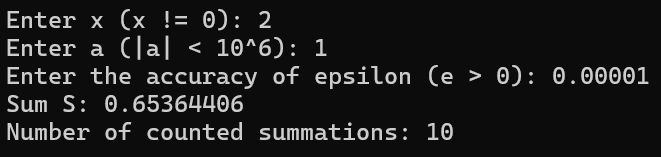 Enter x (x != 0): 2
Enter a (|a| < 10^6): 1
Enter the accuracy of epsilon (e > 0): 0.00001
Sum S: 0.65364406
Number of counted summations: 10